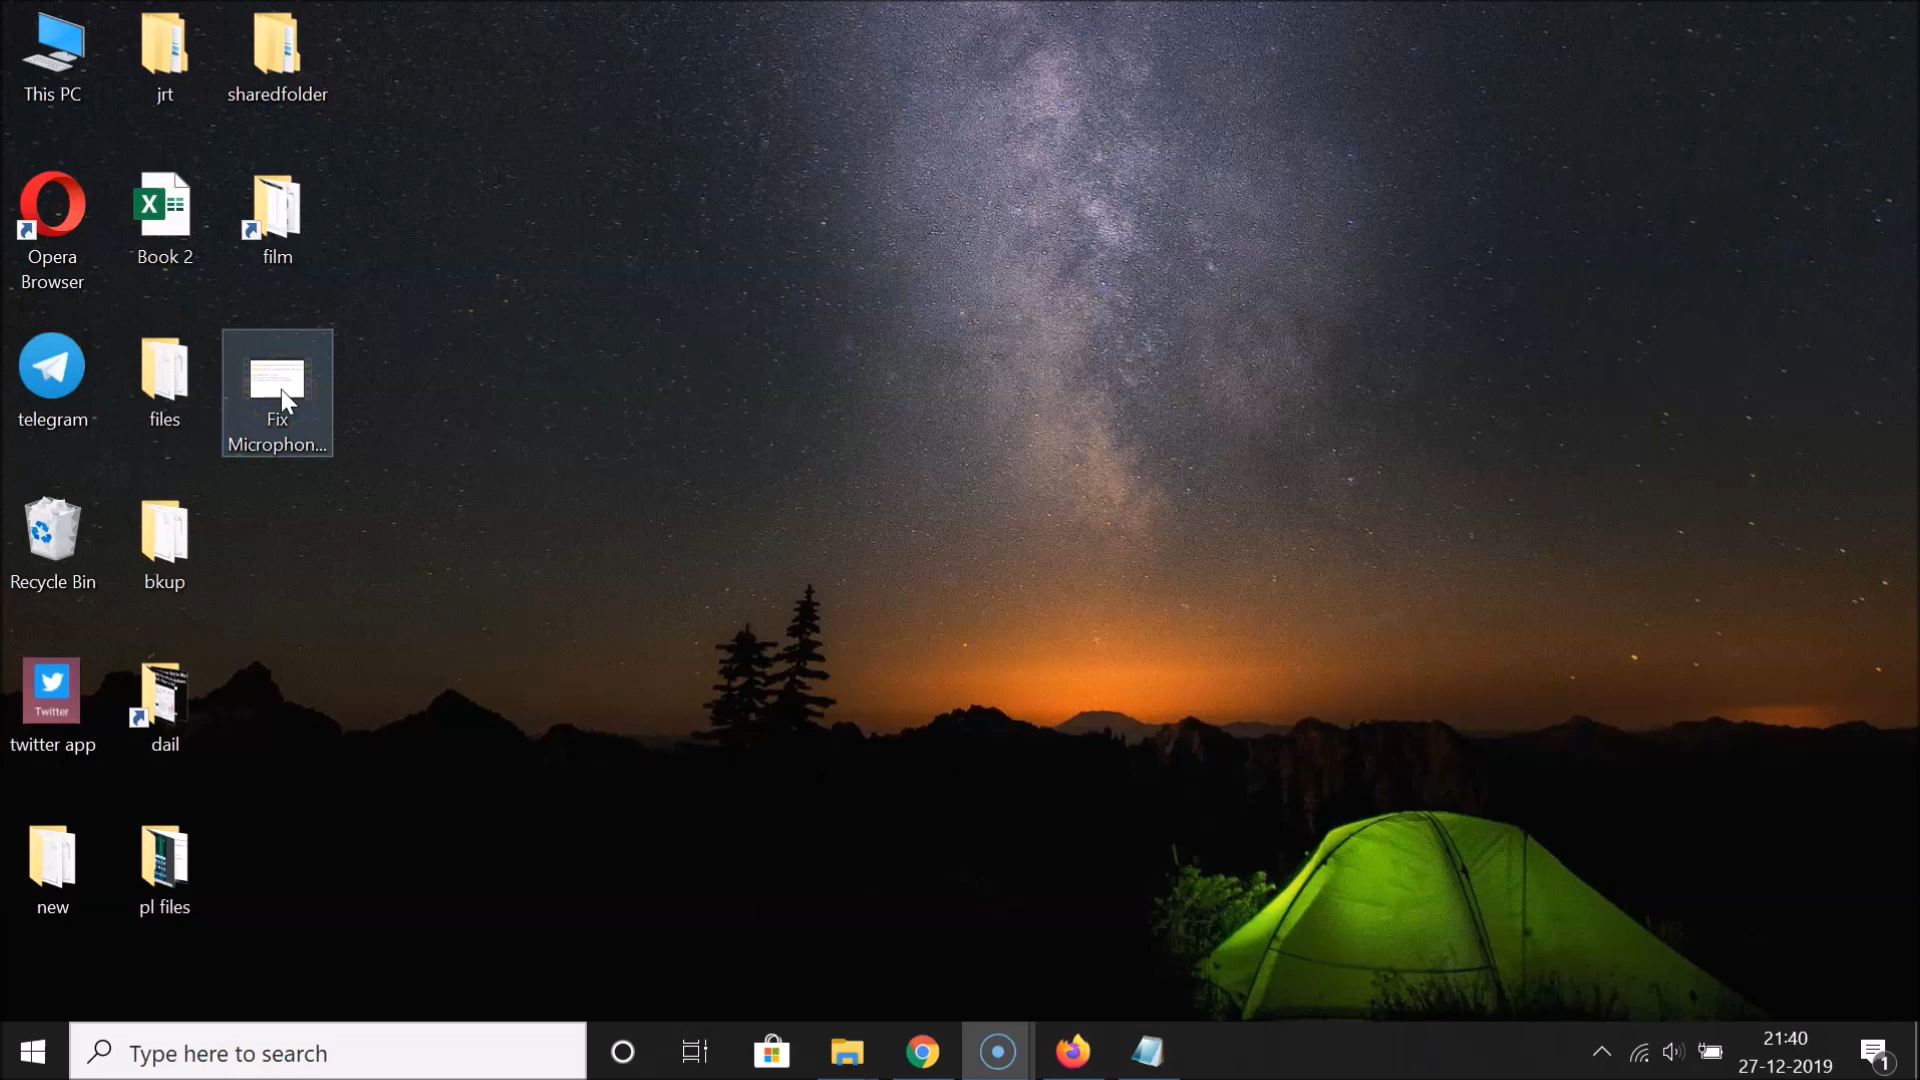 This PC
jrt
sharedfolder
Opera
Browser
Book 2
film
telegram
files
Fix
Microphon...
Recycle Bin
bkup
Twitter
twitter app
dail
new
pl files
Type here to search
21:40
27-12-2019
1